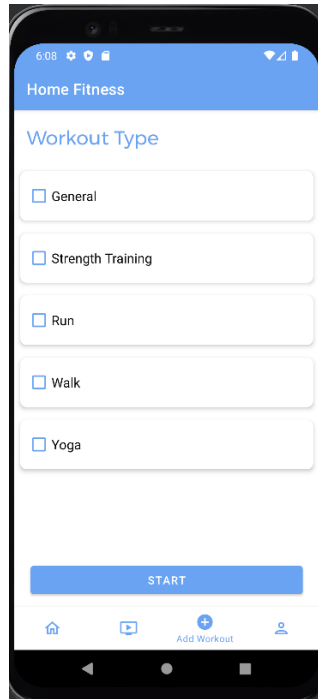 6:08
Home Fitness
Workout Type
General
Strength Training
Run
Walk
Yoga
START
Add Workout